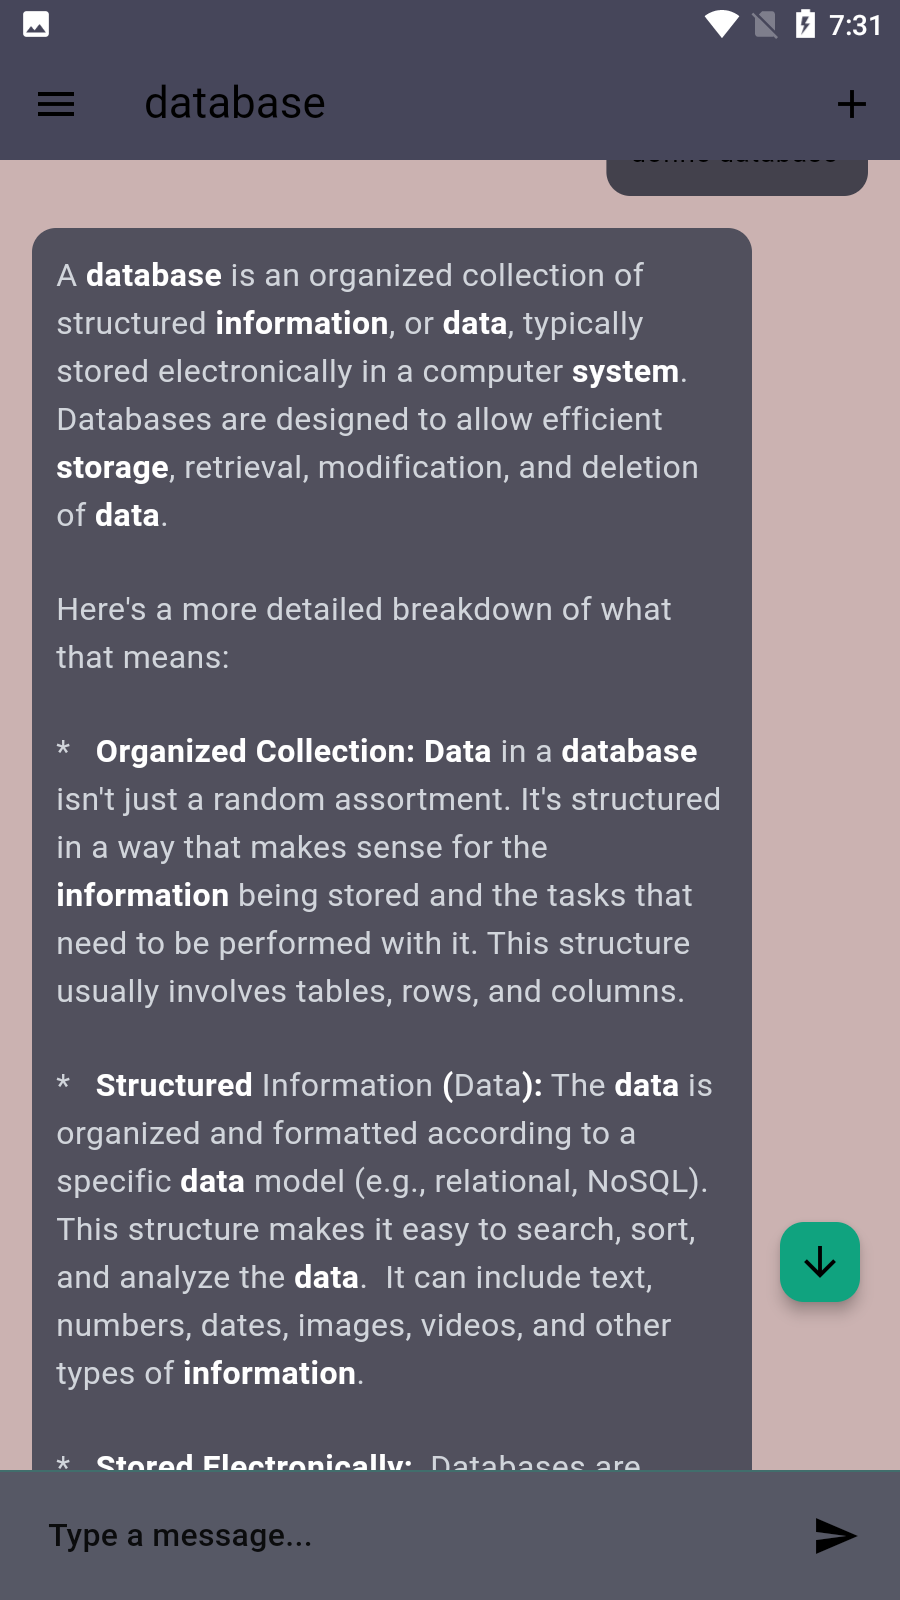 7:31
database
define database
A database is an organized collection of
structured information, or data, typically
stored electronically in a computer system.
Databases are designed to allow efficient
storage, retrieval, modification, and deletion
of data.
Here's a more detailed breakdown of what
that means:
* Organized Collection: Data in a database
isn't just a random assortment. It's structured
in a way that makes sense for the
information being stored and the tasks that
need to be performed with it. This structure
usually involves tables, rows, and columns.
* Structured Information (Data): The data is
organized and formatted according to a
specific data model (e.g., relational, NoSQL).
This structure makes it easy to search, sort,
and analyze the data.  It can include text,
numbers, dates, images, videos, and other
types of information.
* Stored Electronically:  Databases are
Type a message...